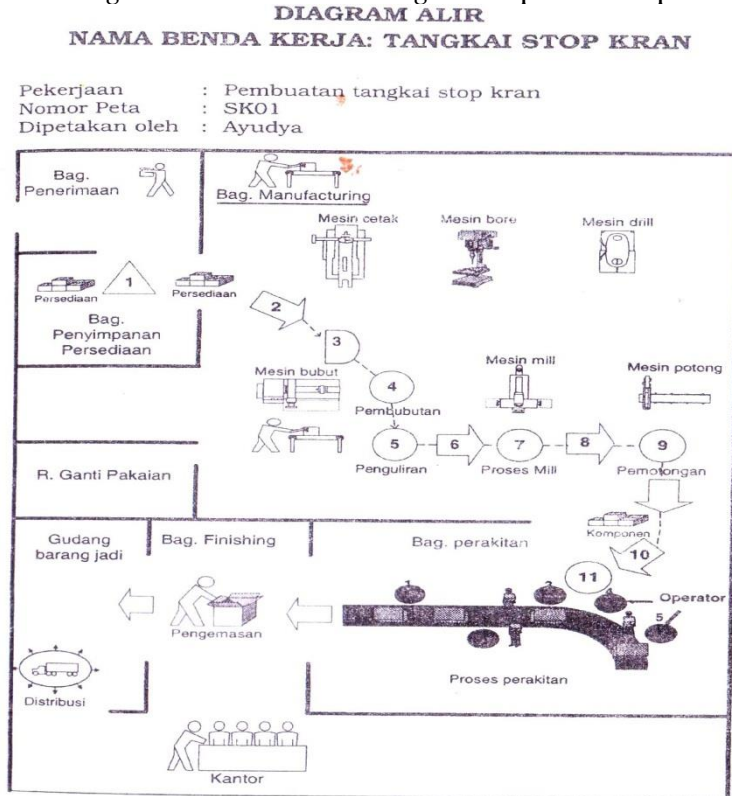 DIAGRAM ALIR
NAMA BENDA KERJA: TANGKAI STOP KRAN
Pekerjaan : Pembuatan tangkai stop kran
Nomor Peta : SK01
Dipetakan oleh : Ayudya
Bag.
Penerimaan
Bag. Manufacturing
Mesin cetak
Mesin bore
Mesin drill
Persediaan
1
Persediaan
2
3
Bag.
Penyimpanan
Persediaan
Mesin bubut
Mesin mill
Mesin potong
4
Pembubutan
5
6
7
8
9
Penguliran
Proses Mill
Pemotongan
R. Ganti Pakaian
Gudang
barang jadi
Bag. Finishing
Bag. perakitan
Komponen
10
11
1
Operator
5
Pengemasan
Proses perakitan
Distribusi
Kantor